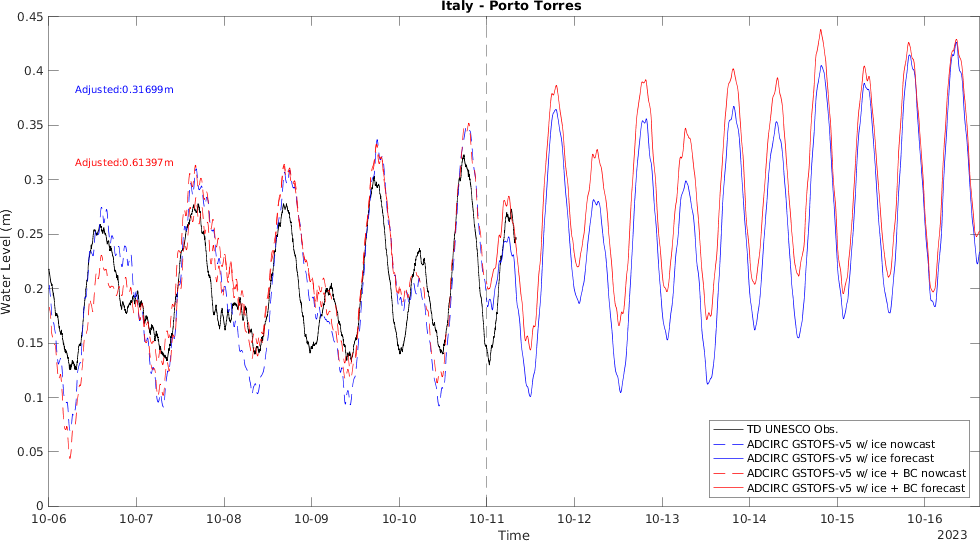 Italy - Porto Torres
Water Level (m)
0.45
0.4
0.35
0.3
0.25
0.2
0.15
0.1
0.05
0
Adjusted:0.31699m
Adjusted:0.61397m
TD UNESCO Obs.
ADCIRC GSTOFS-v5 w/ ice nowcast
ADCIRC GSTOFS-v5 w/ ice forecast
ADCIRC GSTOFS-v5 w/ ice + BC nowcast
ADCIRC GSTOFS-v5 w/ ice + BC forecast
10-06 10-07 10-08 10-09 10-10 10-11 10-12 10-13 10-14 10-15 10-16
Time
2023